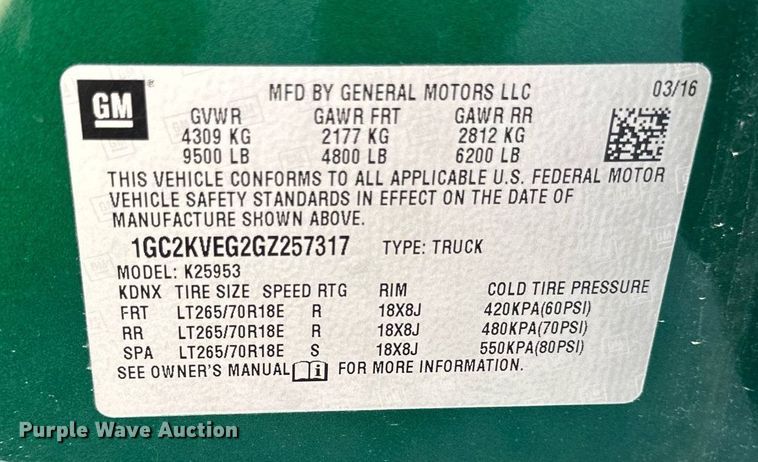 GM
®
MFD BY GENERAL MOTORS LLC 03/16
GVWR GAWR FRT GAWR RR
4309 KG 2177 KG 2812 KG
9500 LB 4800 LB 6200 LB
THIS VEHICLE CONFORMS TO ALL APPLICABLE U.S. FEDERAL MOTOR
VEHICLE SAFETY STANDARDS IN EFFECT ON THE DATE OF
MANUFACTURE SHOWN ABOVE.
1GC2KVEG2GZ257317 TYPE: TRUCK
MODEL: K25953
KDNX TIRE SIZE SPEED RTG RIM COLD TIRE PRESSURE
FRT LT265/70R18E R 18X8J 420KPA(60PSI)
RR LT265/70R18E R 18X8J 480KPA(70PSI)
SPA LT265/70R18E S 18X8J 550KPA(80PSI)
SEE OWNER'S MANUAL i FOR MORE INFORMATION.
Purple Wave Auction